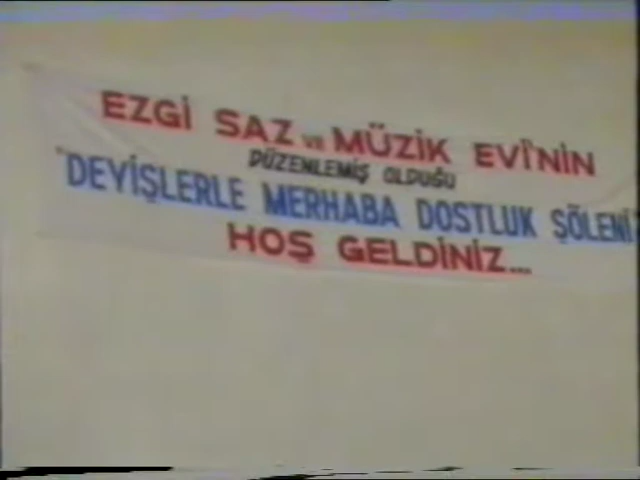 EZGİ SAZ ve MÜZİK EVİ'NİN
DÜZENLEMİŞ OLDUĞU
"DEYİŞLERLE MERHABA DOSTLUK ŞÖLENİ
HOŞ GELDİNİZ...